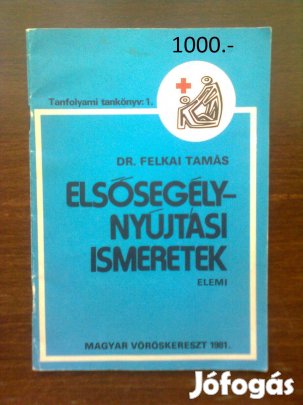 1000.-
Tanfolyami tankönyv: 1.
DR. FELKAI TAMÁS
ELSŐSEGÉLY-
NYÚJTÁSI
ISMERETEK
ELEMI
MAGYAR VÖRÖSKERESZT 1981.
Jófogás